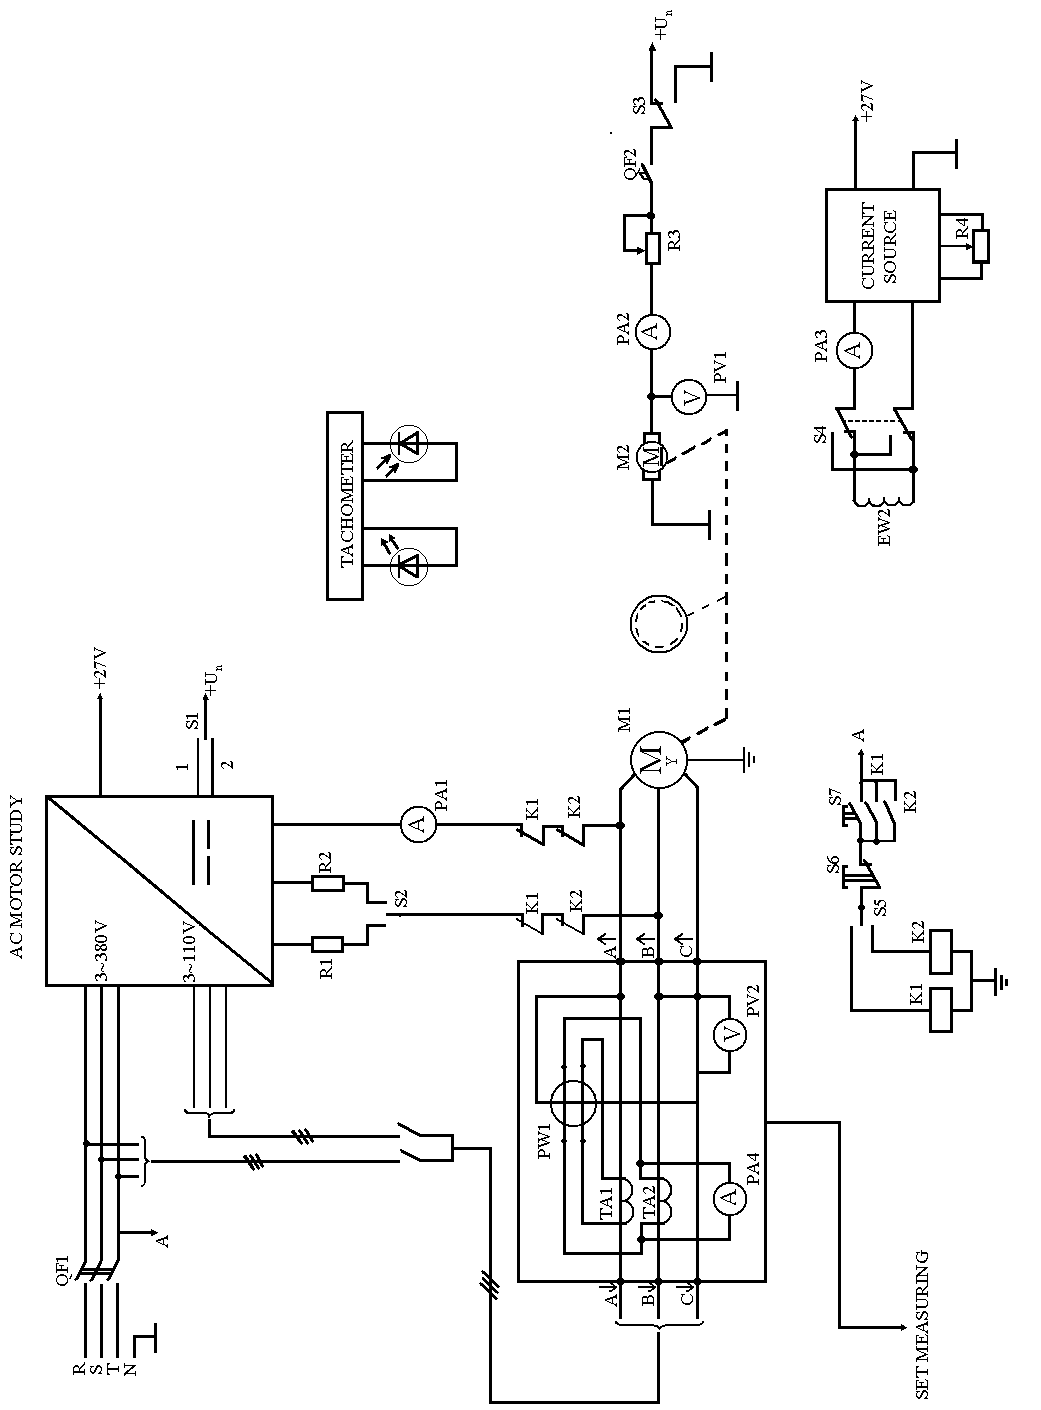 AC MOTOR STUDY
R
S
T
N
QF1
A
3~380V
3~110V
+27V
1
2
S1
+Un
R1
R2
S2
PA1
A
K1
K2
K1
K2
TACHOMETER
SET MEASURING
A
B
C
TA1
TA2
PW1
PA4
A
PV2
V
A
B
C
M1
M
Y
M2
M
PV1
V
PA2
A
R3
QF2
S3
+Un
K1
K2
S5
S6
S7
K1
K2
A
EW2
S4
PA3
A
CURRENT
SOURCE
R4
+27V